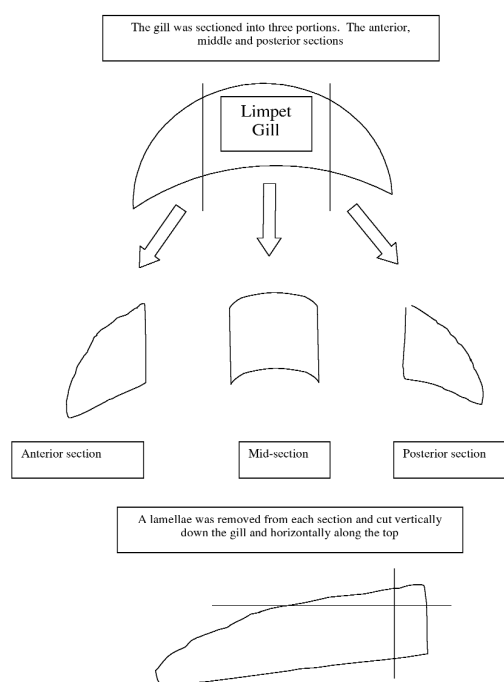 The gill was sectioned into three portions.  The anterior,
middle and posterior sections
Limpet
Gill
Anterior section
Mid-section
Posterior section
A lamellae was removed from each section and cut vertically
down the gill and horizontally along the top